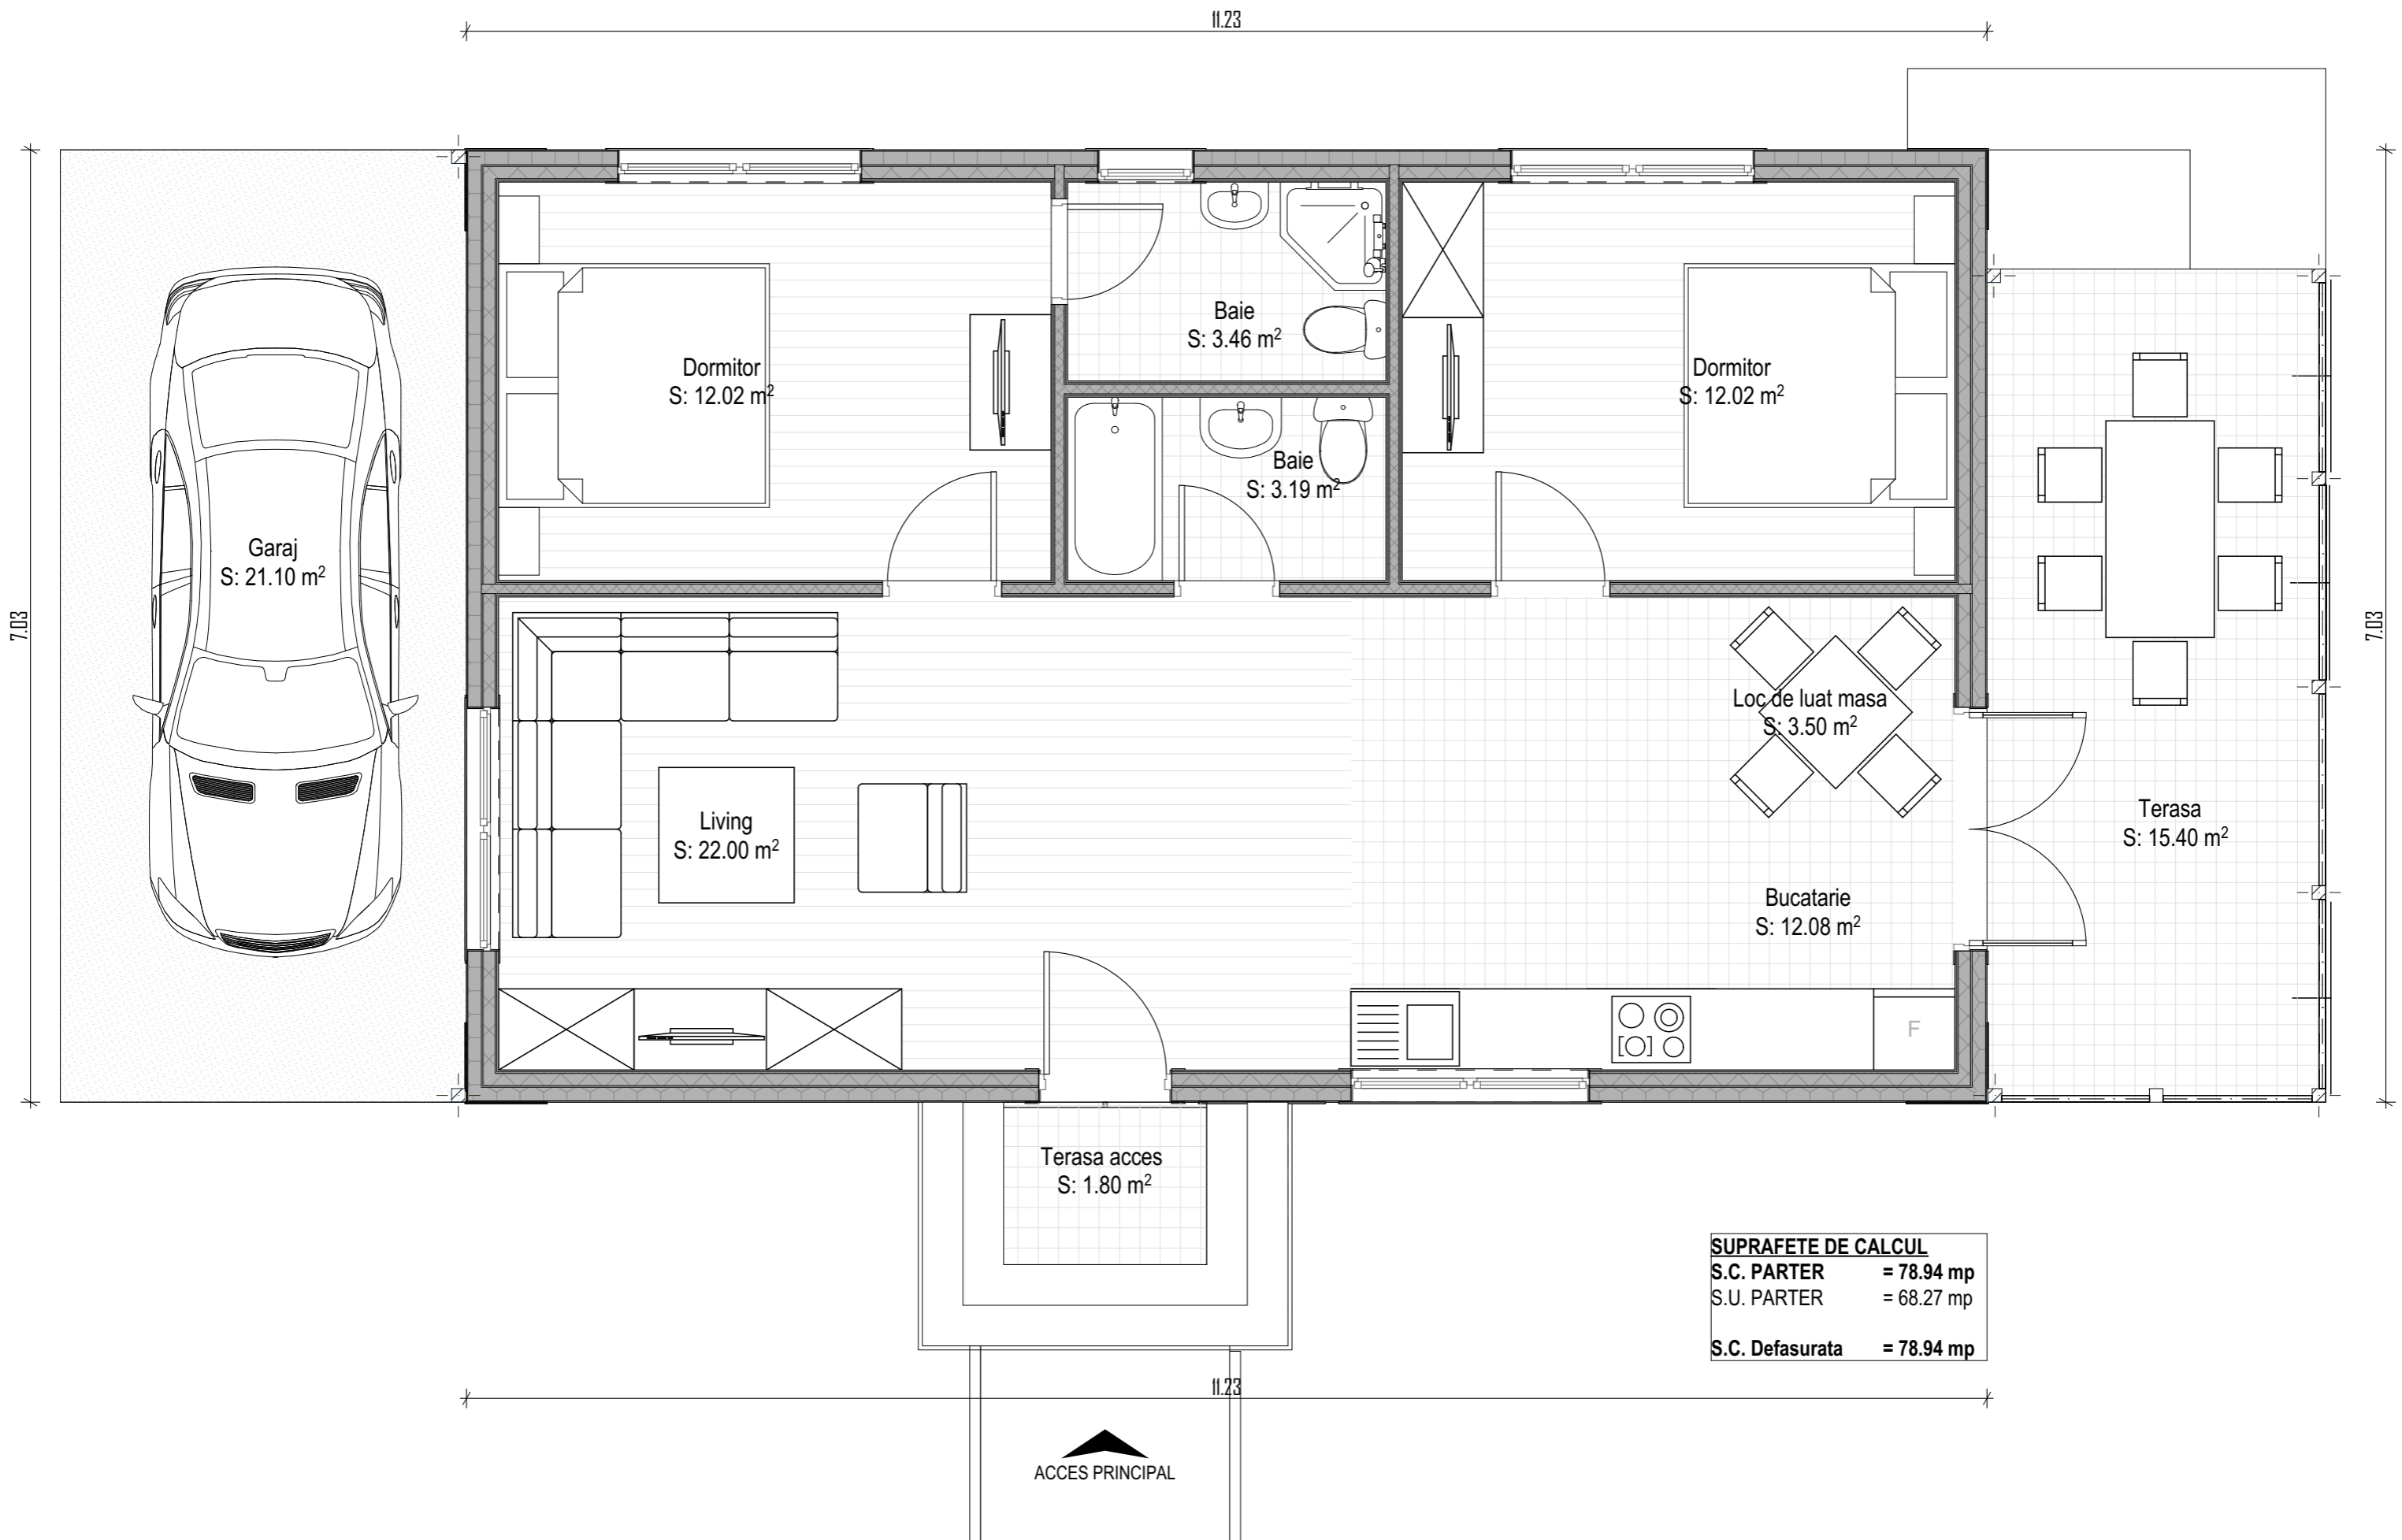 11.23
Baie
S: 3.46 m²
Dormitor
S: 12.02 m²
Dormitor
S: 12.02 m²
Baie
S: 3.19 m²
Garaj
S: 21.10 m²
7.03
7.03
Loc de luat masa
S: 3.50 m²
Living
S: 22.00 m²
Terasa
S: 15.40 m²
Bucatarie
S: 12.08 m²
F
Terasa acces
S: 1.80 m²
SUPRAFETE DE CALCUL
S.C. PARTER = 78.94 mp
S.U. PARTER = 68.27 mp
S.C. Defasurata = 78.94 mp
11.23
ACCES PRINCIPAL